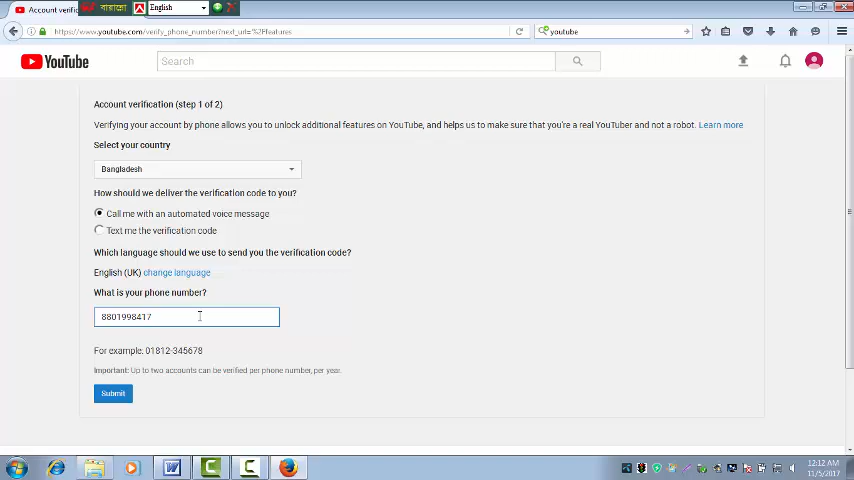 Account verific
বায়ান্নো
English
https://www.youtube.com/verify_phone_number?next_url=%2Ffeatures
youtube
YouTube
Search
Account verification (step 1 of 2)
Verifying your account by phone allows you to unlock additional features on YouTube, and helps us to make sure that you're a real YouTuber and not a robot. Learn more
Select your country
Bangladesh
How should we deliver the verification code to you?
Call me with an automated voice message
Text me the verification code
Which language should we use to send you the verification code?
English (UK) change language
What is your phone number?
8801998417
For example: 01812-345678
Important: Up to two accounts can be verified per phone number, per year.
Submit
12:12 AM
11/5/2017